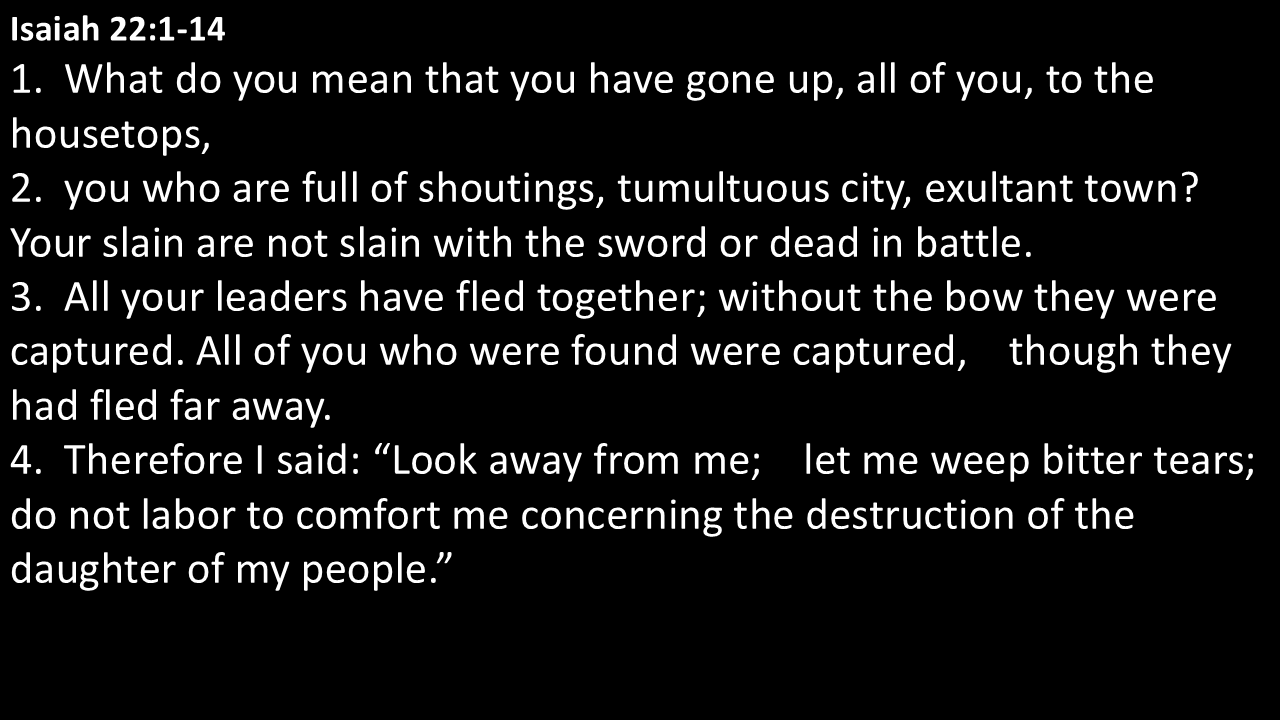 Isaiah 22:1-14
1.  What do you mean that you have gone up, all of you, to the
housetops,
2.  you who are full of shoutings, tumultuous city, exultant town?
Your slain are not slain with the sword or dead in battle.
3.  All your leaders have fled together; without the bow they were
captured. All of you who were found were captured,    though they
had fled far away.
4.  Therefore I said: “Look away from me;    let me weep bitter tears;
do not labor to comfort me concerning the destruction of the
daughter of my people.”